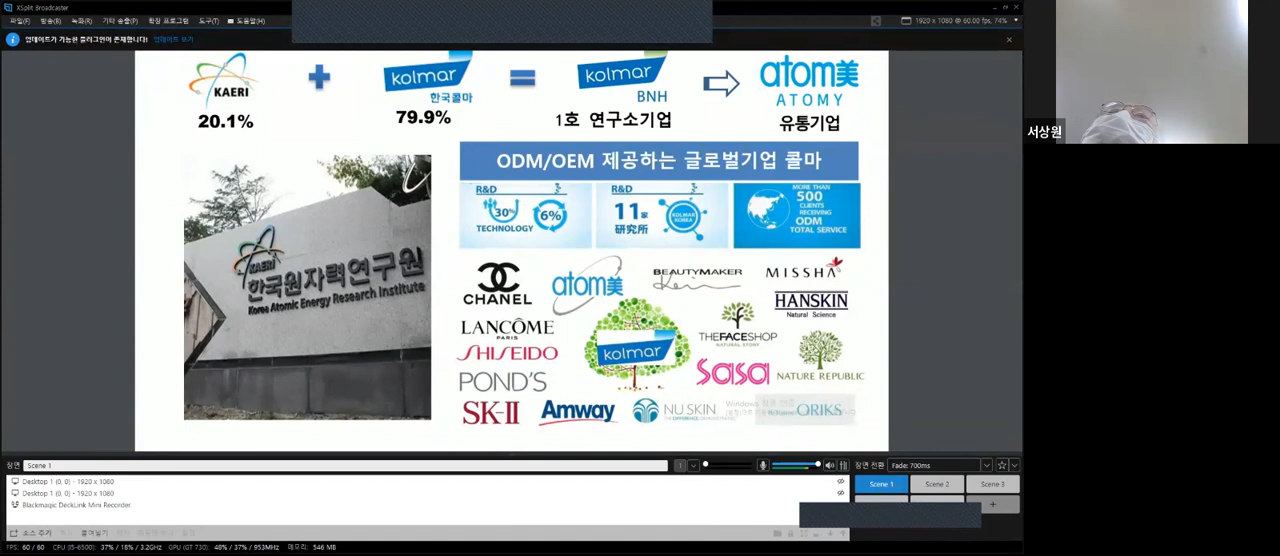 XSplit Broadcaster
파일(F) 방송(B) 녹화(R) 기타 송출(P) 확장 프로그램 도구(T) 도움말(H)
1920 x 1080 @ 60.00 fps, 74%
업데이트가 가능한 플러그인이 존재합니다! 업데이트 보기
KAERI
20.1%
kolmar
한국콜마
79.9%
kolmar
BNH
1호 연구소기업
atom美
ATOMY
유통기업
ODM/OEM 제공하는 글로벌기업 콜마
R&D
30%
6%
TECHNOLOGY
R&D
11家
研究所
KOLMAR
KOREA
MORE THAN
500
CLIENTS
RECEIVING
ODM
TOTAL SERVICE
KAERI
한국원자력연구원
Korea Atomic Energy Research Institute
CHANEL
atom美
BEAUTYMAKER
MISSHA
HANSKIN
Natural Science
LANCÔME
PARIS
SHISEIDO
kolmar
THEFACESHOP
NATURAL STORY
POND'S
sasa
NATURE REPUBLIC
SK-II
Amway
NU SKIN
ORIKS
서상원
장면 Scene 1
1
장면 전환 Fade: 700ms
Desktop 1 (0, 0) - 1920 x 1080
Desktop 1 (0, 0) - 1920 x 1080
Blackmagic DeckLink Mini Recorder
Scene 1 Scene 2 Scene 3
소스 추가 붙여넣기
FPS: 60 / 60 CPU (i5-6500): 37% / 18% / 3.2GHz GPU (GT 730): 48% / 37% / 953MHz 메모리: 546 MB